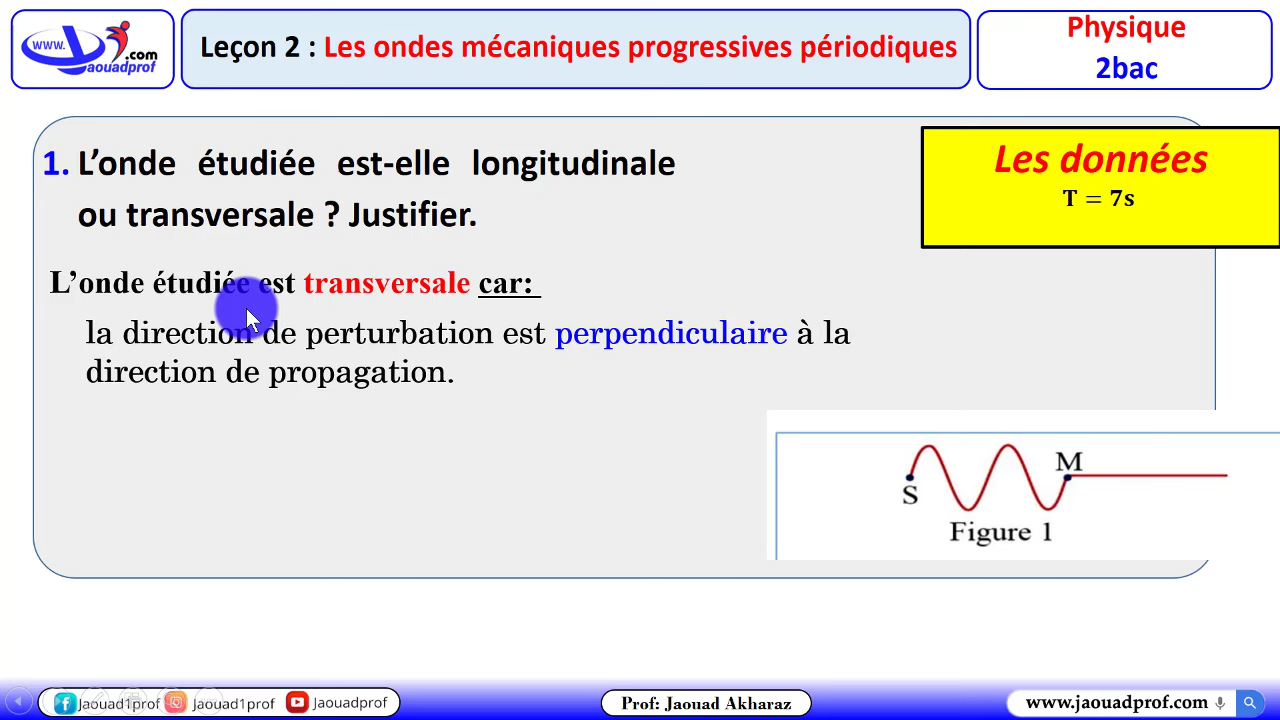 www.
.com
aouadprof
Leçon 2 : Les ondes mécaniques progressives périodiques
Physique
2bac
1. L’onde étudiée est-elle longitudinale
ou transversale ? Justifier.
Les données
T = 7s
L’onde étudiée est transversale car:
la direction de perturbation est perpendiculaire à la
direction de propagation.
S
M
Figure 1
Jaouad1prof
Jaouad1prof
Jaouadprof
Prof: Jaouad Akharaz
www.jaouadprof.com